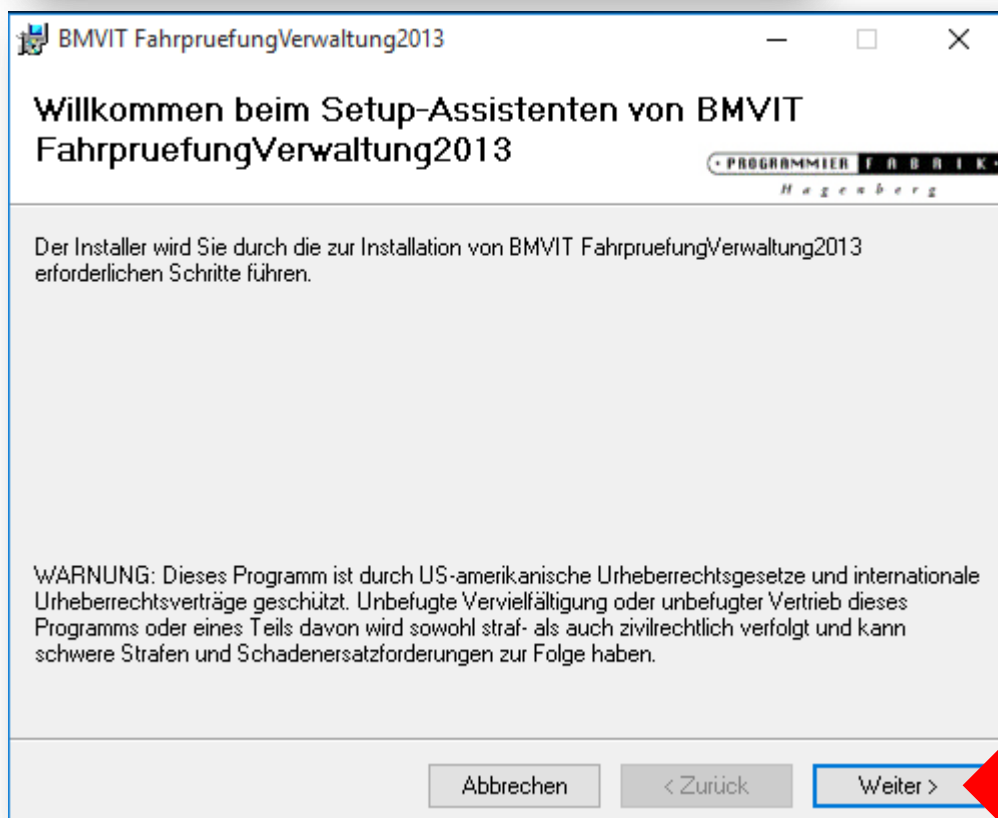 BMVIT FahrpruefungVerwaltung2013
Willkommen beim Setup-Assistenten von BMVIT
FahrpruefungVerwaltung2013
PROGRAMMIER FABRIK
Hagenberg
Der Installer wird Sie durch die zur Installation von BMVIT FahrpruefungVerwaltung2013
erforderlichen Schritte führen.
WARNUNG: Dieses Programm ist durch US-amerikanische Urheberrechtsgesetze und internationale
Urheberrechtsverträge geschützt. Unbefugte Vervielfältigung oder unbefugter Vertrieb dieses
Programms oder eines Teils davon wird sowohl straf- als auch zivilrechtlich verfolgt und kann
schwere Strafen und Schadenersatzforderungen zur Folge haben.
Abbrechen
< Zurück
Weiter >